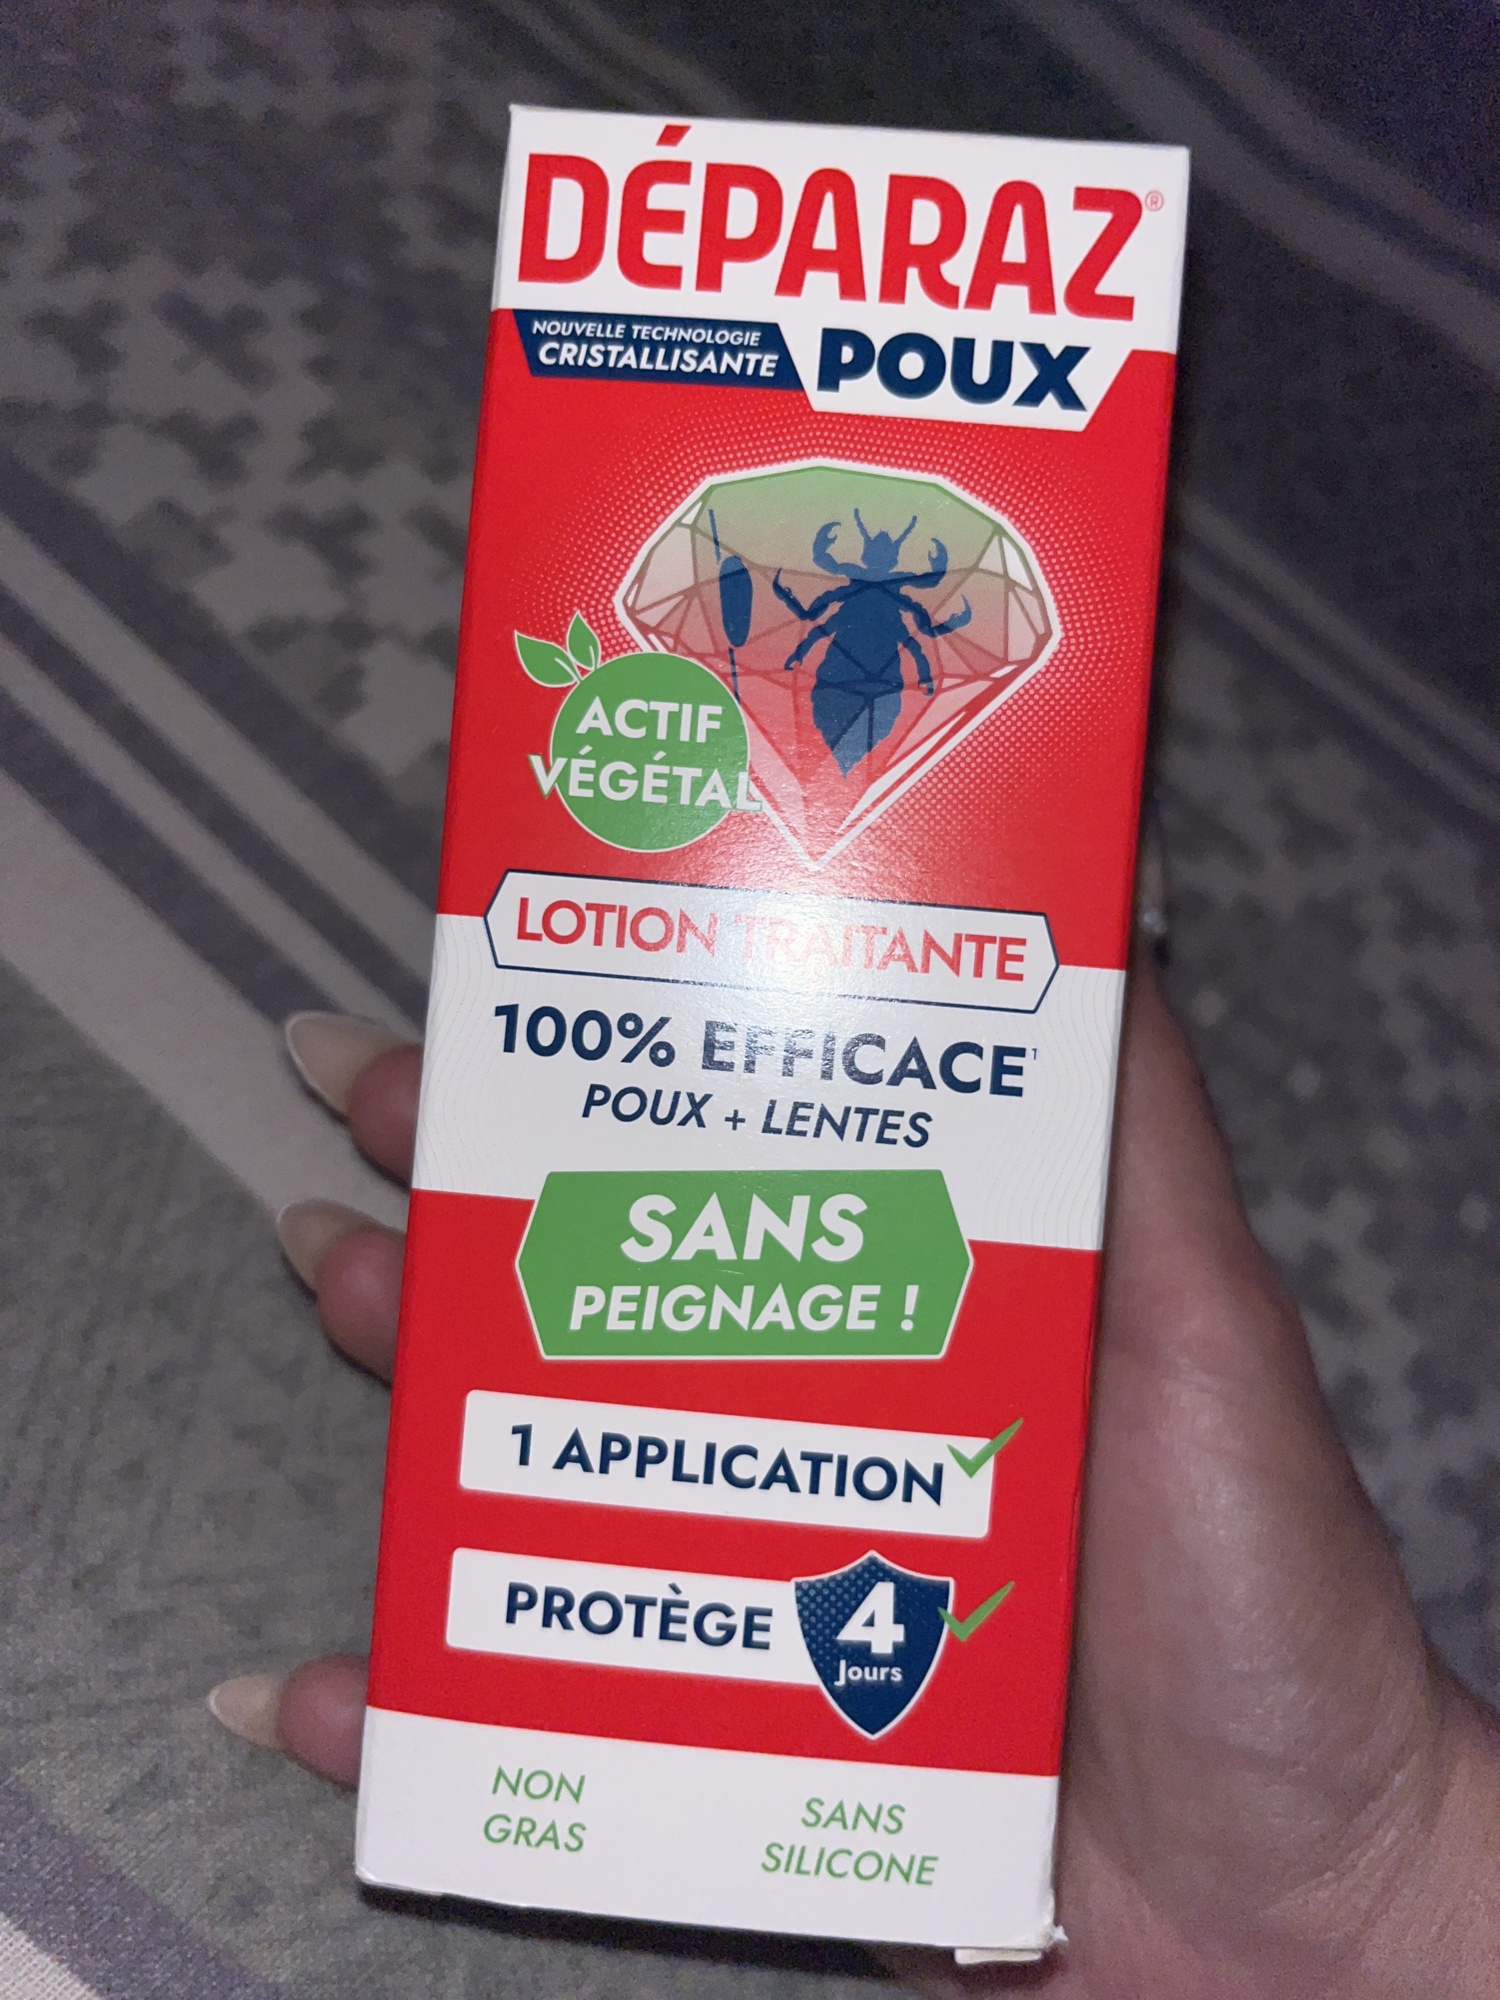 DÉPARAZ®
NOUVELLE TECHNOLOGIE
CRISTALLISANTE
POUX
ACTIF
VÉGÉTAL
LOTION TRAITANTE
100% EFFICACE¹
POUX + LENTES
SANS
PEIGNAGE !
1 APPLICATION
PROTÈGE
4
Jours
NON
GRAS
SANS
SILICONE